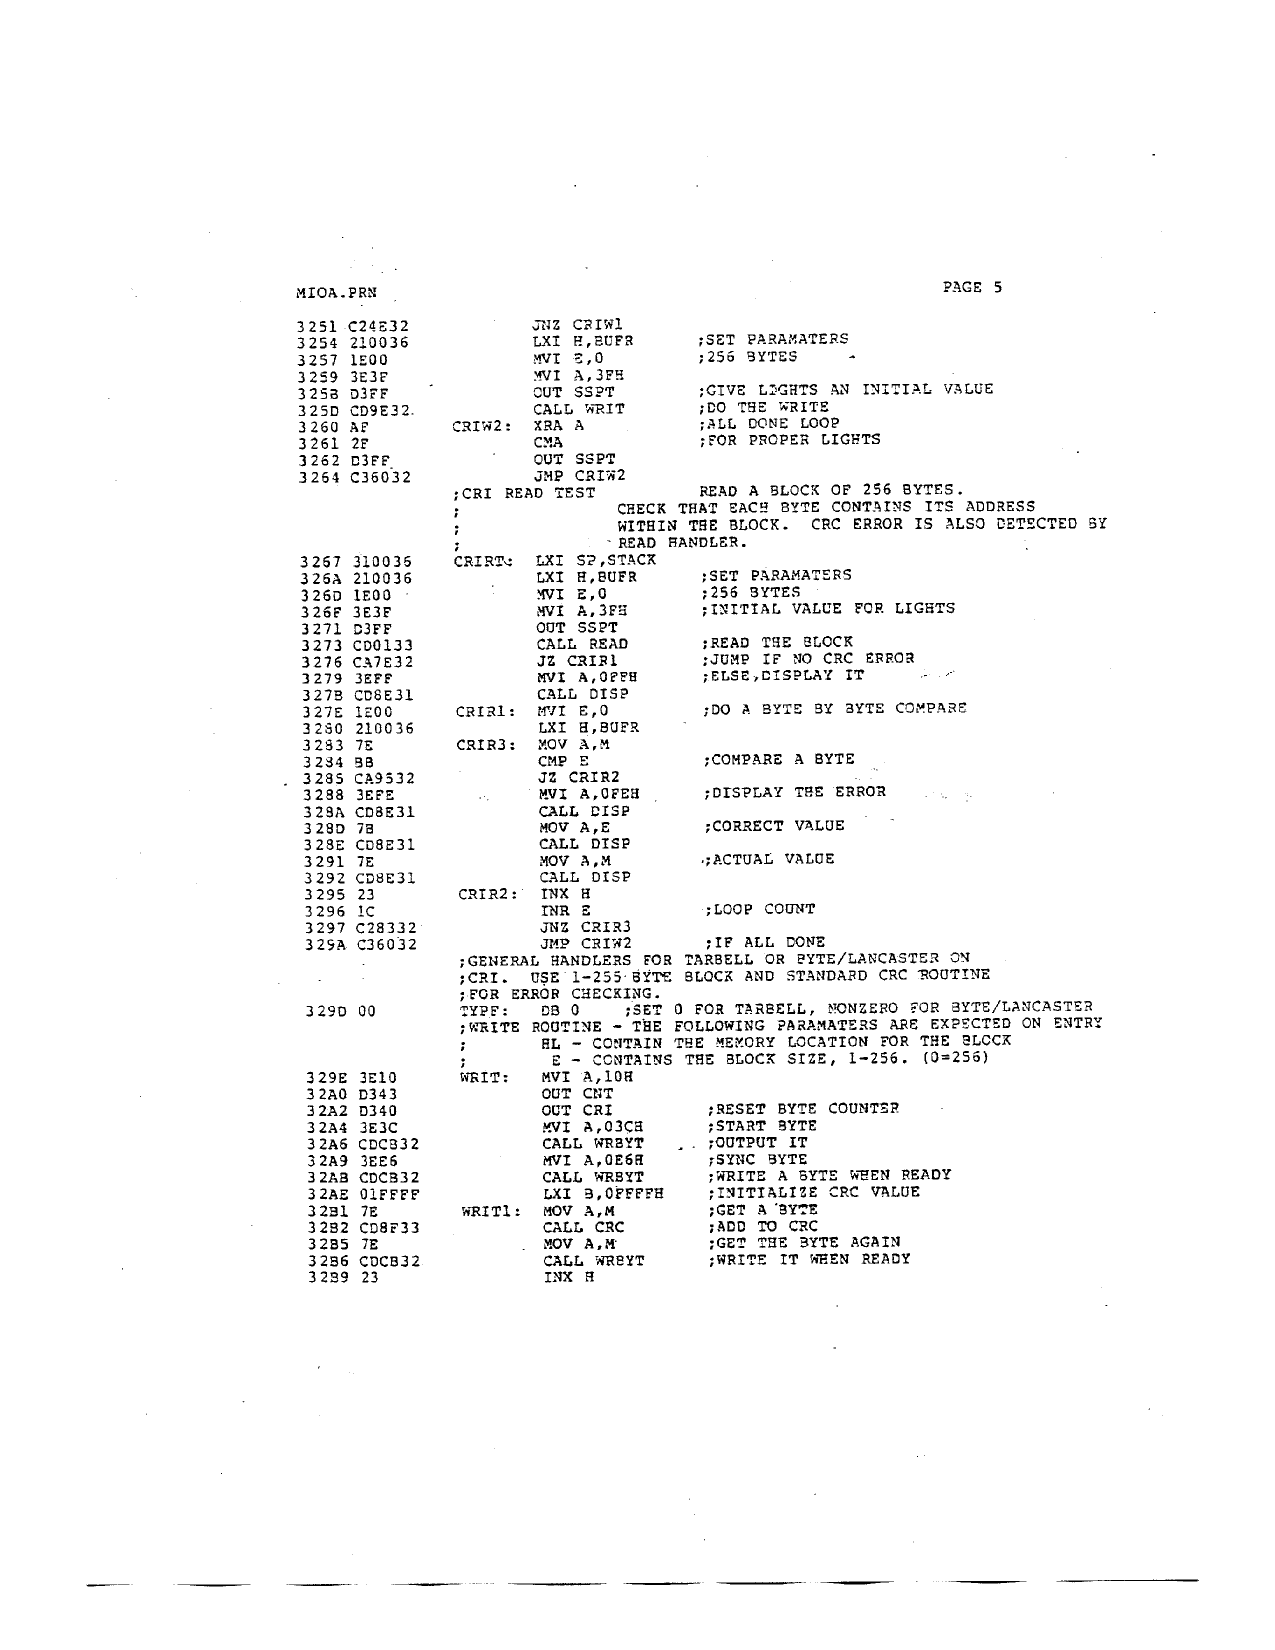 MIOA.PRN                                        PAGE 5
3251 C24E32             JNZ CRIW1
3254 210036             LXI H,BUFR      ;SET PARAMATERS
3257 1E00               MVI E,0         ;256 BYTES
3259 3E3F               MVI A,3FH
325B D3FF               OUT SSPT        ;GIVE LIGHTS AN INITIAL VALUE
325D CD9E32             CALL WRIT       ;DO THE WRITE
3260 AF         CRIW2:  XRA A           ;ALL DONE LOOP
3261 2F                 CMA             ;FOR PROPER LIGHTS
3262 D3FF               OUT SSPT
3264 C36032             JMP CRIW2
;CRI READ TEST          READ A BLOCK OF 256 BYTES.
;               CHECK THAT EACH BYTE CONTAINS ITS ADDRESS
;               WITHIN THE BLOCK.  CRC ERROR IS ALSO DETECTED BY
;               READ HANDLER.
3267 310036     CRIRT:  LXI SP,STACK
326A 210036             LXI H,BUFR      ;SET PARAMATERS
326D 1E00               MVI E,0         ;256 BYTES
326F 3E3F               MVI A,3FH       ;INITIAL VALUE FOR LIGHTS
3271 D3FF               OUT SSPT
3273 CD0133             CALL READ       ;READ THE BLOCK
3276 CA7E32             JZ CRIR1        ;JUMP IF NO CRC ERROR
3279 3EFF               MVI A,0FFH      ;ELSE,DISPLAY IT
327B CD8E31             CALL DISP
327E 1E00       CRIR1:  MVI E,0         ;DO A BYTE BY BYTE COMPARE
3280 210036             LXI H,BUFR
3283 7E         CRIR3:  MOV A,M
3284 BB                 CMP E           ;COMPARE A BYTE
3285 CA9532             JZ CRIR2
3288 3EFE               MVI A,0FEH      ;DISPLAY THE ERROR
328A CD8E31             CALL DISP
328D 7B                 MOV A,E         ;CORRECT VALUE
328E CD8E31             CALL DISP
3291 7E                 MOV A,M         ;ACTUAL VALUE
3292 CD8E31             CALL DISP
3295 23         CRIR2:  INX H
3296 1C                 INR E           ;LOOP COUNT
3297 C28332             JNZ CRIR3
329A C36032             JMP CRIW2       ;IF ALL DONE
;GENERAL HANDLERS FOR TARBELL OR BYTE/LANCASTER ON
;CRI.  USE 1-255 BYTE BLOCK AND STANDARD CRC ROUTINE
;FOR ERROR CHECKING.
329D 00         TYPF:   DB 0    ;SET 0 FOR TARBELL, NONZERO FOR BYTE/LANCASTER
;WRITE ROUTINE - THE FOLLOWING PARAMATERS ARE EXPECTED ON ENTRY
;       HL - CONTAIN THE MEMORY LOCATION FOR THE BLOCK
;        E - CONTAINS THE BLOCK SIZE, 1-256. (0=256)
329E 3E10       WRIT:   MVI A,10H
32A0 D343               OUT CNT
32A2 D340               OUT CRI         ;RESET BYTE COUNTER
32A4 3E3C               MVI A,03CH      ;START BYTE
32A6 CDCB32             CALL WRBYT      ;OUTPUT IT
32A9 3EE6               MVI A,0E6H      ;SYNC BYTE
32AB CDCB32             CALL WRBYT      ;WRITE A BYTE WHEN READY
32AE 01FFFF             LXI B,0FFFFH    ;INITIALIZE CRC VALUE
32B1 7E         WRIT1:  MOV A,M         ;GET A BYTE
32B2 CD8F33             CALL CRC        ;ADD TO CRC
32B5 7E                 MOV A,M         ;GET THE BYTE AGAIN
32B6 CDCB32             CALL WRBYT      ;WRITE IT WHEN READY
32B9 23                 INX H